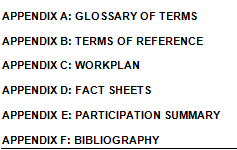 APPENDIX A: GLOSSARY OF TERMS
APPENDIX B: TERMS OF REFERENCE
APPENDIX C: WORKPLAN
APPENDIX D: FACT SHEETS
APPENDIX E: PARTICIPATION SUMMARY
APPENDIX F: BIBLIOGRAPHY